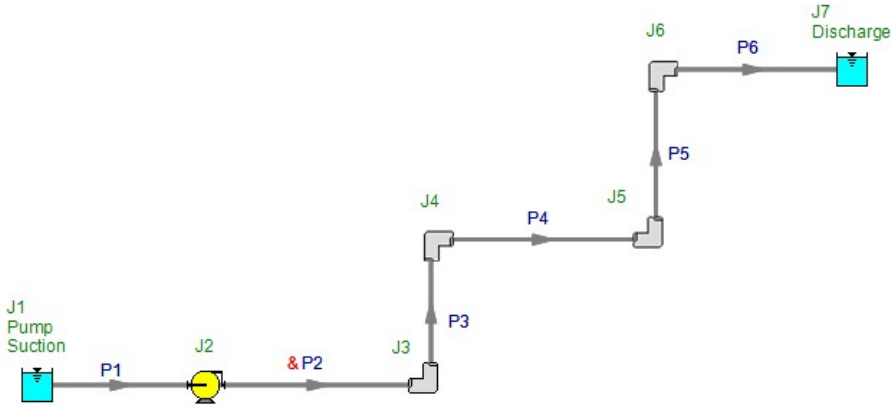 J7
Discharge
J6
P6
P5
J4
P4
J5
J1
Pump
Suction
P1
J2
& P2
J3
P3